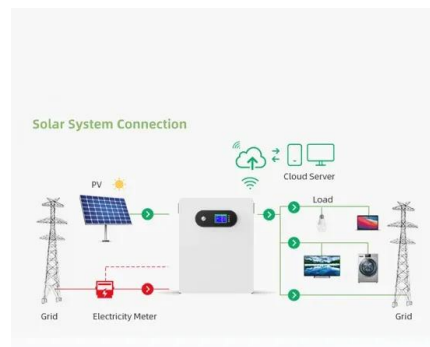 Solar System Connection
Cloud Server
PV
Load
Grid
Electricity Meter
Grid